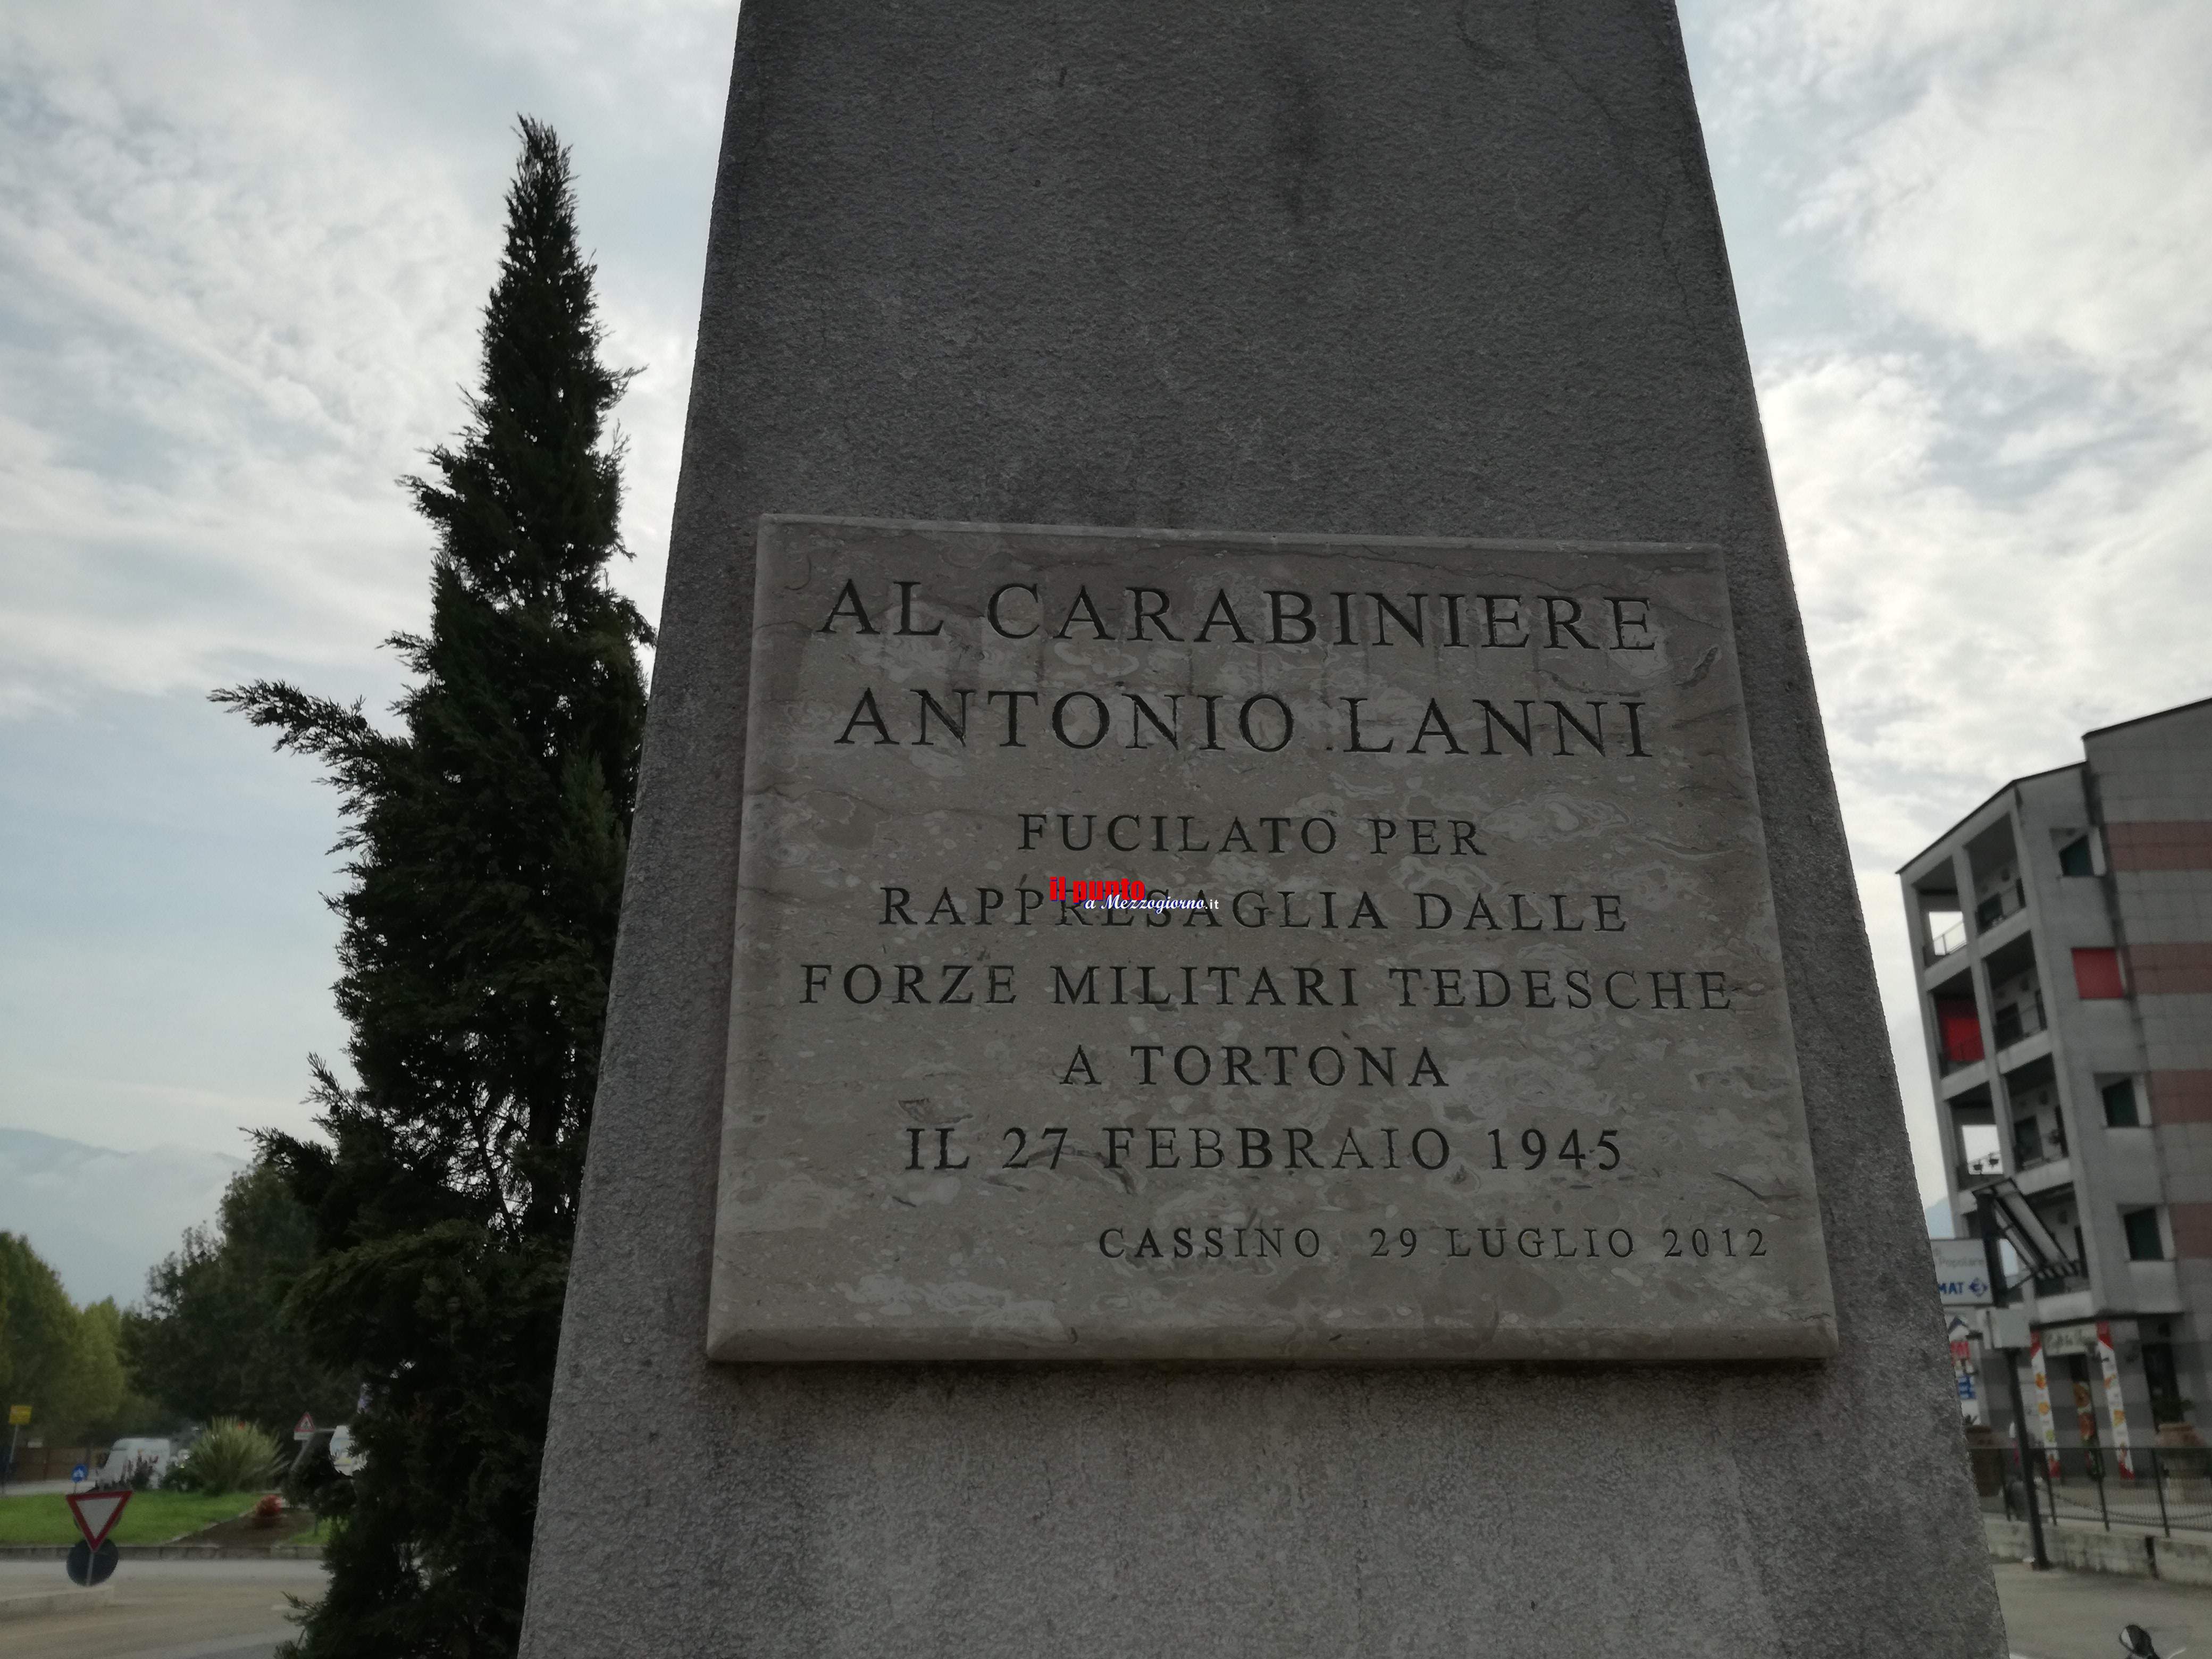 AL CARABINIERE
ANTONIO LANNI
FUCILATO PER
RAPPRESAGLIA DALLE
il punto
a Mezzogiorno.it
FORZE MILITARI TEDESCHE
A TORTONA
IL 27 FEBBRAIO 1945
CASSINO 29 LUGLIO 2012